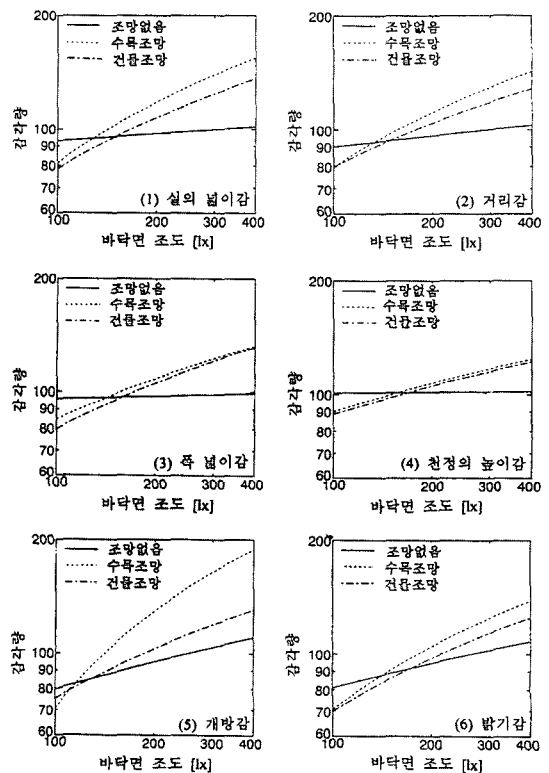 200
조망없음
수목조망
건물조망
감각량
100
90
80
70
60
(1) 실의 넓이감
100 200 300 400
바닥면 조도 [lx]
200
조망없음
수목조망
건물조망
감각량
100
90
80
70
60
(2) 거리감
100 200 300 400
바닥면 조도 [lx]
200
조망없음
수목조망
건물조망
감각량
100
90
80
70
60
(3) 폭 넓이감
100 200 300 400
바닥면 조도 [lx]
200
조망없음
수목조망
건물조망
감각량
100
90
80
70
60
(4) 천정의 높이감
100 200 300 400
바닥면 조도 [lx]
200
조망없음
수목조망
건물조망
감각량
100
90
80
70
60
(5) 개방감
100 200 300 400
바닥면 조도 [lx]
200
조망없음
수목조망
건물조망
감각량
100
90
80
70
60
(6) 밝기감
100 200 300 400
바닥면 조도 [lx]